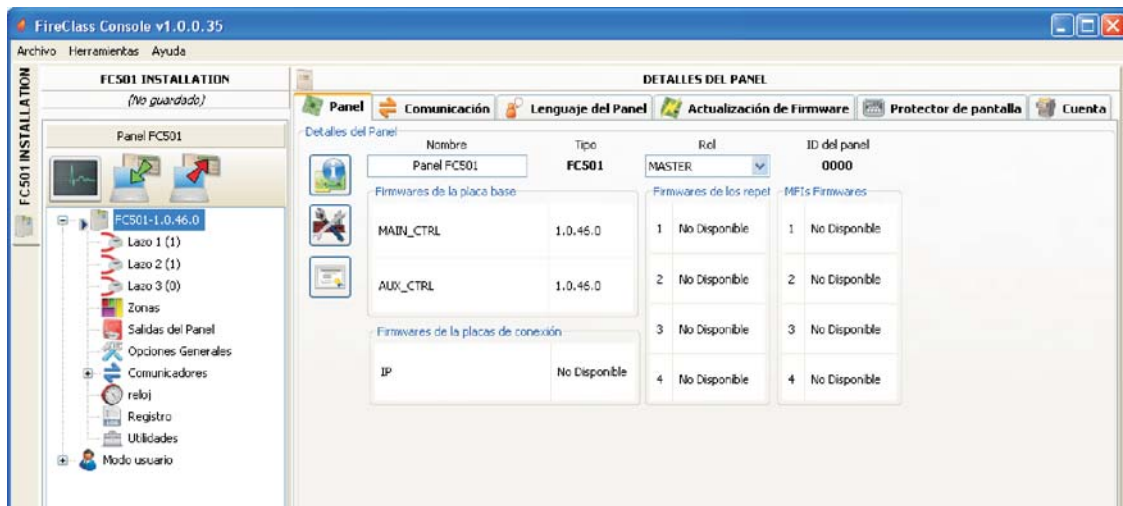 FireClass Console v1.0.0.35
Archivo Herramientas Ayuda
FC501 INSTALLATION
FC501 INSTALLATION
(No guardado)
Panel FC501
FC501-1.0.46.0
Lazo 1 (1)
Lazo 2 (1)
Lazo 3 (0)
Zonas
Salidas del Panel
Opciones Generales
Comunicadores
reloj
Registro
Utilidades
Modo usuario
DETALLES DEL PANEL
Panel Comunicación Lenguaje del Panel Actualización de Firmware Protector de pantalla Cuenta
Detalles del Panel
Nombre Tipo Rol ID del panel
Panel FC501 FC501 MASTER 0000
Firmwares de la placa base
MAIN_CTRL 1.0.46.0
AUX_CTRL 1.0.46.0
Firmwares de la placas de conexión
IP No Disponible
Firmwares de los repet
1 No Disponible
2 No Disponible
3 No Disponible
4 No Disponible
MFIs Firmwares
1 No Disponible
2 No Disponible
3 No Disponible
4 No Disponible